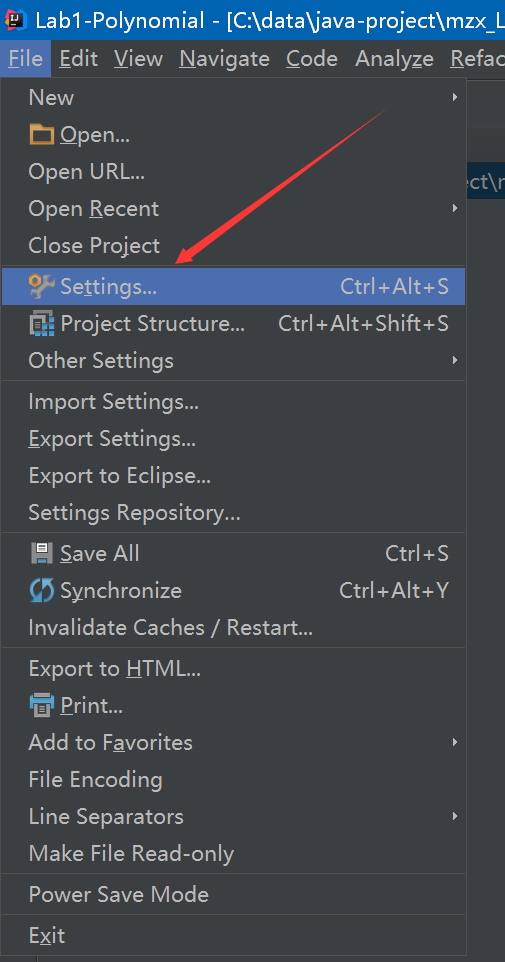 Lab1-Polynomial - [C:\data\java-project\mzx_L
File Edit View Navigate Code Analyze Refac
New
Open...
Open URL...
Open Recent
Close Project
Settings... Ctrl+Alt+S
Project Structure... Ctrl+Alt+Shift+S
Other Settings
Import Settings...
Export Settings...
Export to Eclipse...
Settings Repository...
Save All Ctrl+S
Synchronize Ctrl+Alt+Y
Invalidate Caches / Restart...
Export to HTML...
Print...
Add to Favorites
File Encoding
Line Separators
Make File Read-only
Power Save Mode
Exit